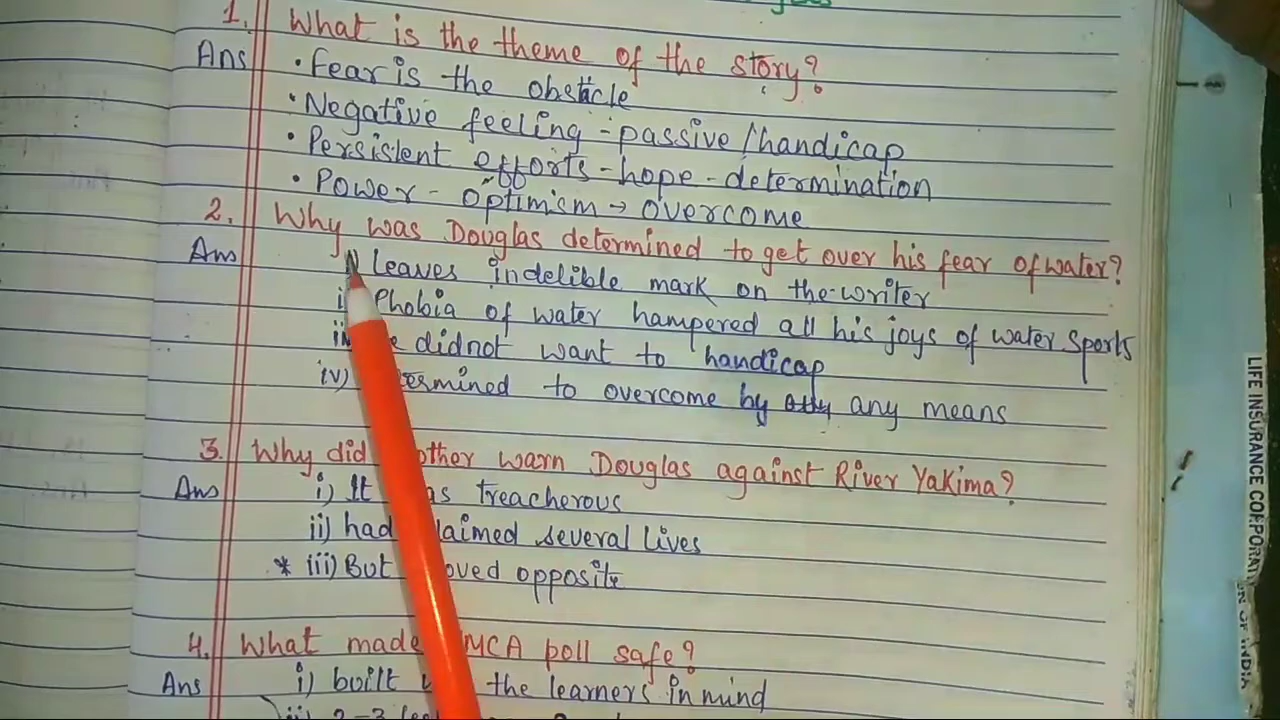 1. What is the theme of the story?
Ans • Fear is the obstacle
• Negative feeling - passive/handicap
• Persistent efforts - hope - determination
• Power - optimism → overcome
2. Why was Douglas determined to get over his fear of water?
Ans leaves indelible mark on the writer
Phobia of water hampered all his joys of water sports
didnot want to handicap
iv) to overcome by any means
3. Why did warn Douglas against River Yakima?
Ans i) It treacherous
ii) had several lives
* iii) But opposite
4. What made poll safe?
Ans i) built the learners in mind
LIFE INSURANCE CORPORATION OF INDIA